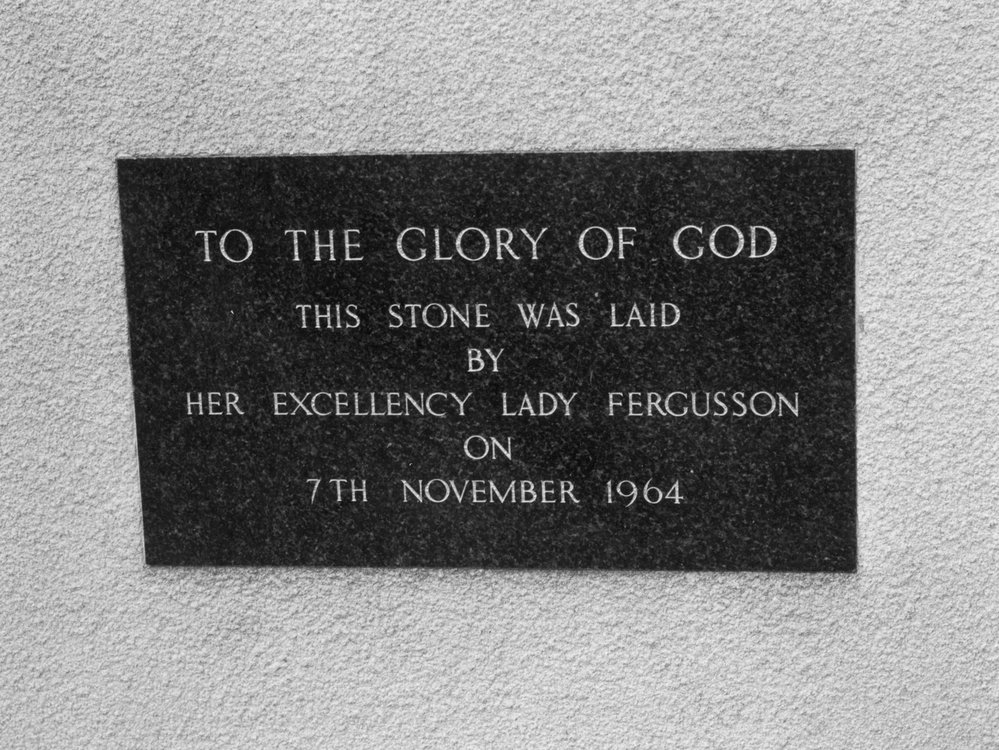 TO THE GLORY OF GOD
THIS STONE WAS LAID
BY
HER EXCELLENCY LADY FERGUSSON
ON
7TH NOVEMBER 1964